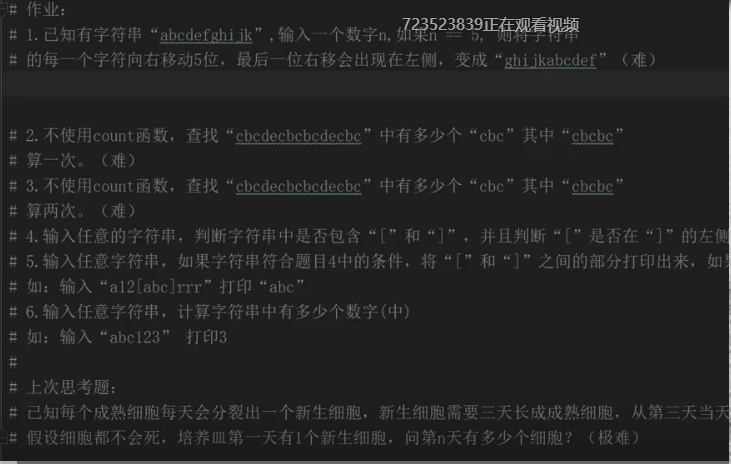 # 作业：
723523839正在观看视频
# 1.已知有字符串“abcdefghijk”,输入一个数字n,如果n == 5, 则将字符串
# 的每一个字符向右移动5位，最后一位右移会出现在左侧，变成“ghijkabcdef”（难）
# 2.不使用count函数，查找“cbcdecbcbcdecbc”中有多少个“cbc”其中“cbcbc”
# 算一次。（难）
# 3.不使用count函数，查找“cbcdecbcbcdecbc”中有多少个“cbc”其中“cbcbc”
# 算两次。（难）
# 4.输入任意的字符串，判断字符串中是否包含“[”和“]”，并且判断“[”是否在“]”的左侧
# 5.输入任意字符串，如果字符串符合题目4中的条件，将“[”和“]”之间的部分打印出来，如果
# 如：输入“a12[abc]rrr”打印“abc”
# 6.输入任意字符串，计算字符串中有多少个数字(中)
# 如：输入“abc123” 打印3
#
# 上次思考题：
# 已知每个成熟细胞每天会分裂出一个新生细胞，新生细胞需要三天长成成熟细胞，从第三天当天
# 假设细胞都不会死，培养皿第一天有1个新生细胞，问第n天有多少个细胞？（极难）